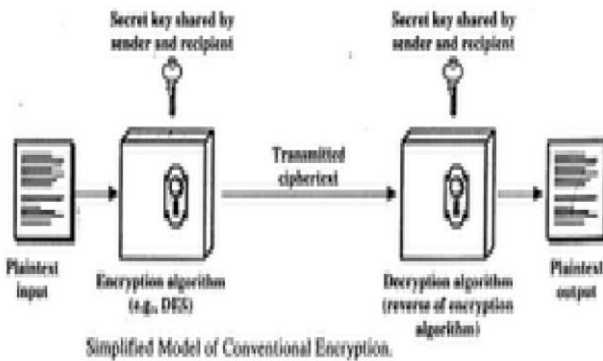 Secret key shared by
sender and recipient
Secret key shared by
sender and recipient
Transmitted
ciphertext
Plaintext
input
Encryption algorithm
(e.g., DES)
Decryption algorithm
(reverse of encryption
algorithm)
Plaintext
output
Simplified Model of Conventional Encryption.